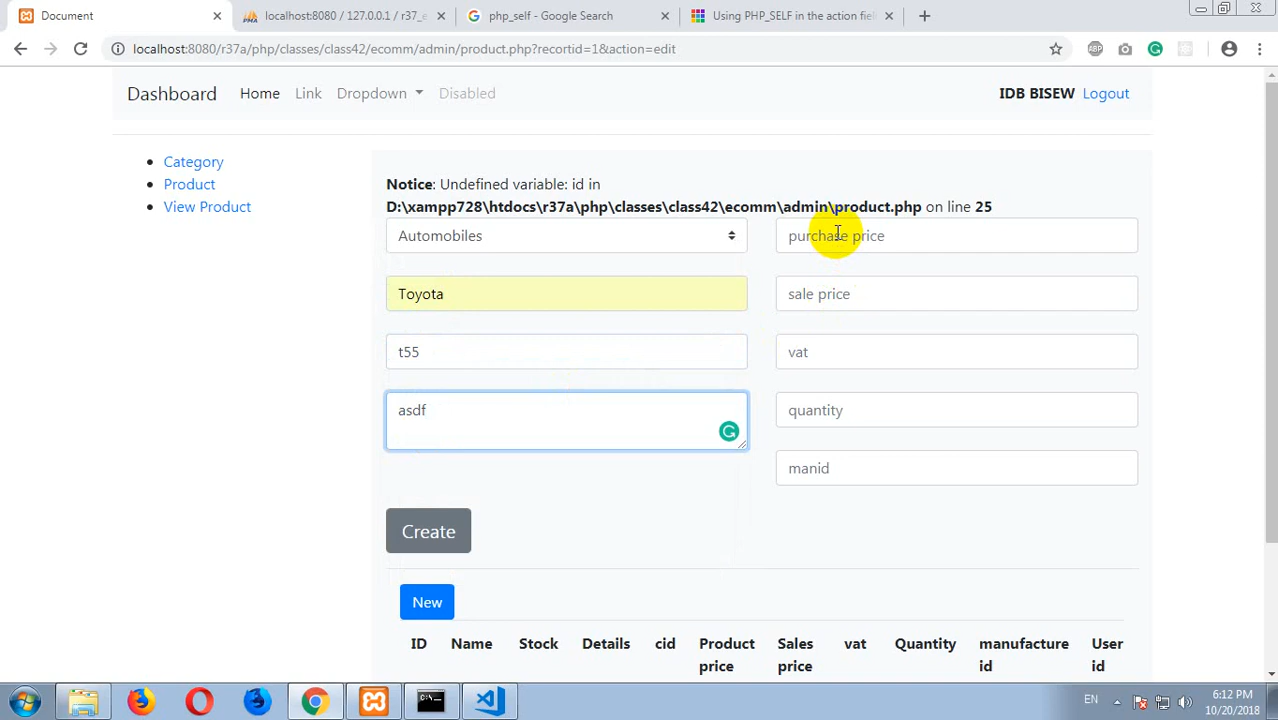 Document
localhost:8080 / 127.0.0.1 / r37_e
php_self - Google Search
Using PHP_SELF in the action fiel
localhost:8080/r37a/php/classes/class42/ecomm/admin/product.php?recortid=1&action=edit
ABP
Dashboard Home Link Dropdown Disabled IDB BISEW Logout
Category
Product
View Product
Notice: Undefined variable: id in
D:\xampp728\htdocs\r37a\php\classes\class42\ecomm\admin\product.php on line 25
Automobiles
purchase price
Toyota
sale price
t55
vat
asdf
quantity
manid
Create
New
ID Name Stock Details cid Product price Sales price vat Quantity manufacture id User id
EN
6:12 PM
10/20/2018